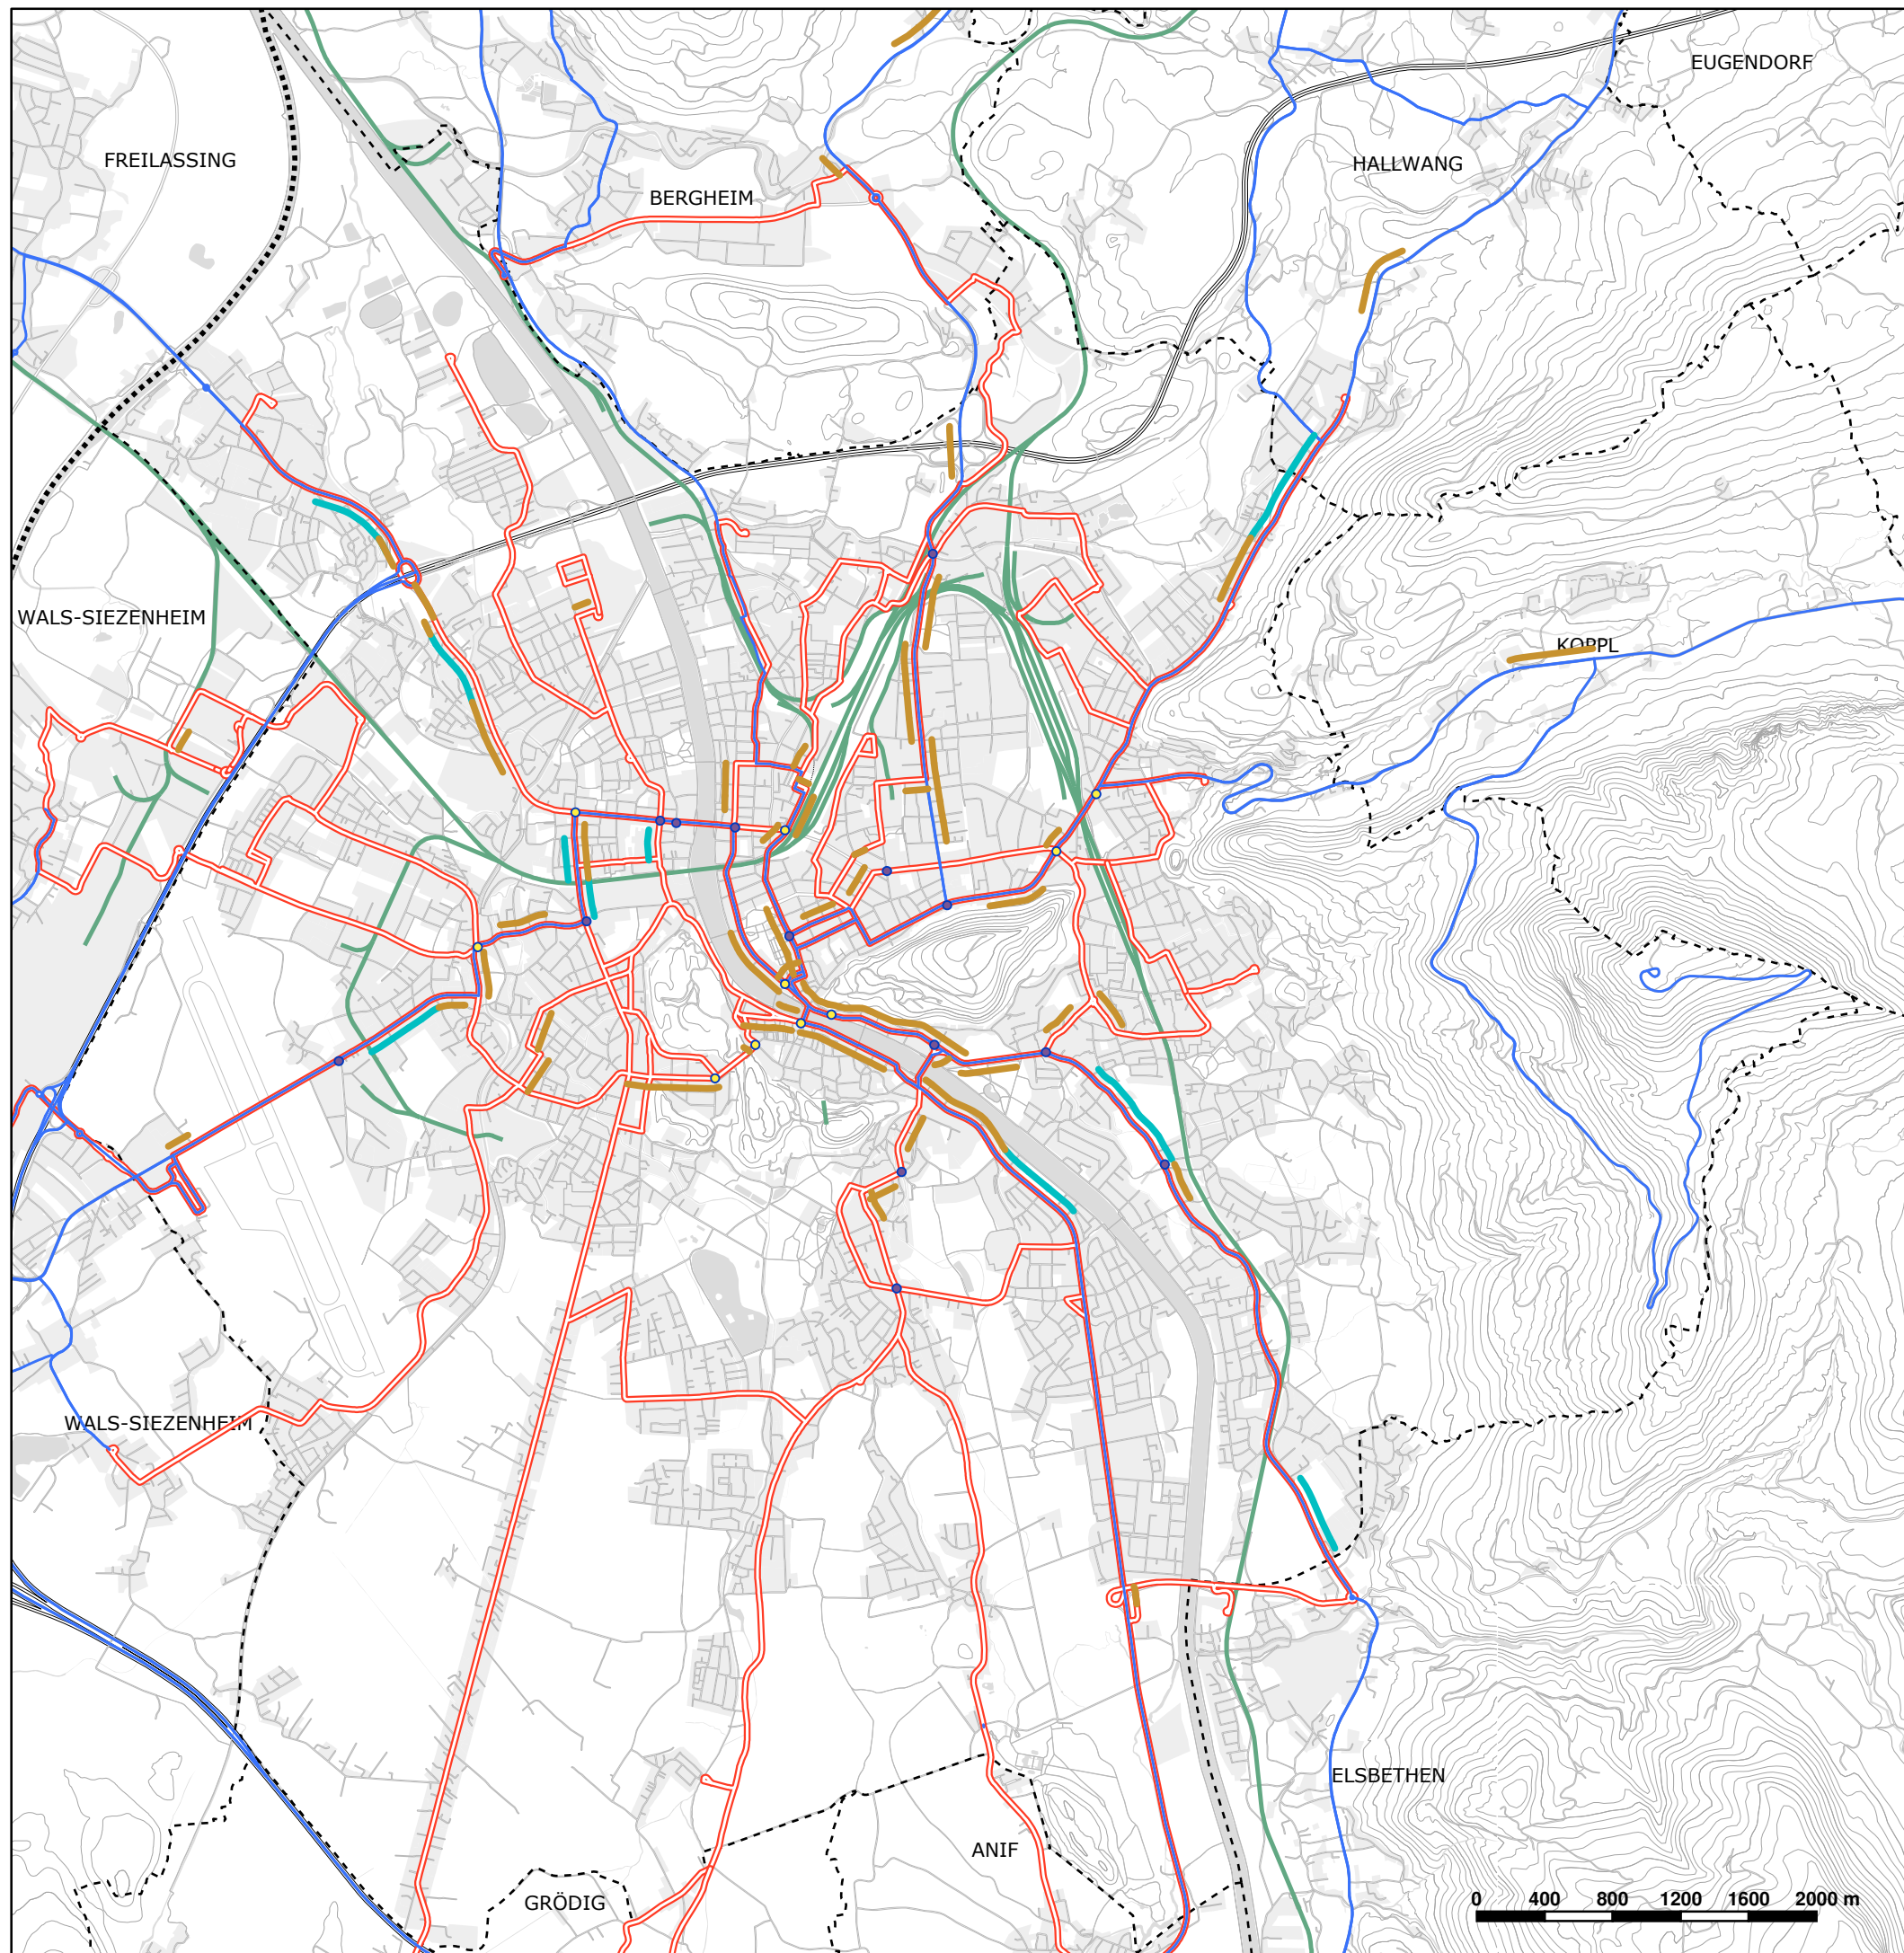 EUGENDORF
FREILASSING
HALLWANG
BERGHEIM
WALS-SIEZENHEIM
KOPPL
WALS-SIEZENHEIM
ELSBETHEN
ANIF
GRÖDIG
0 400 800 1200 1600 2000 m